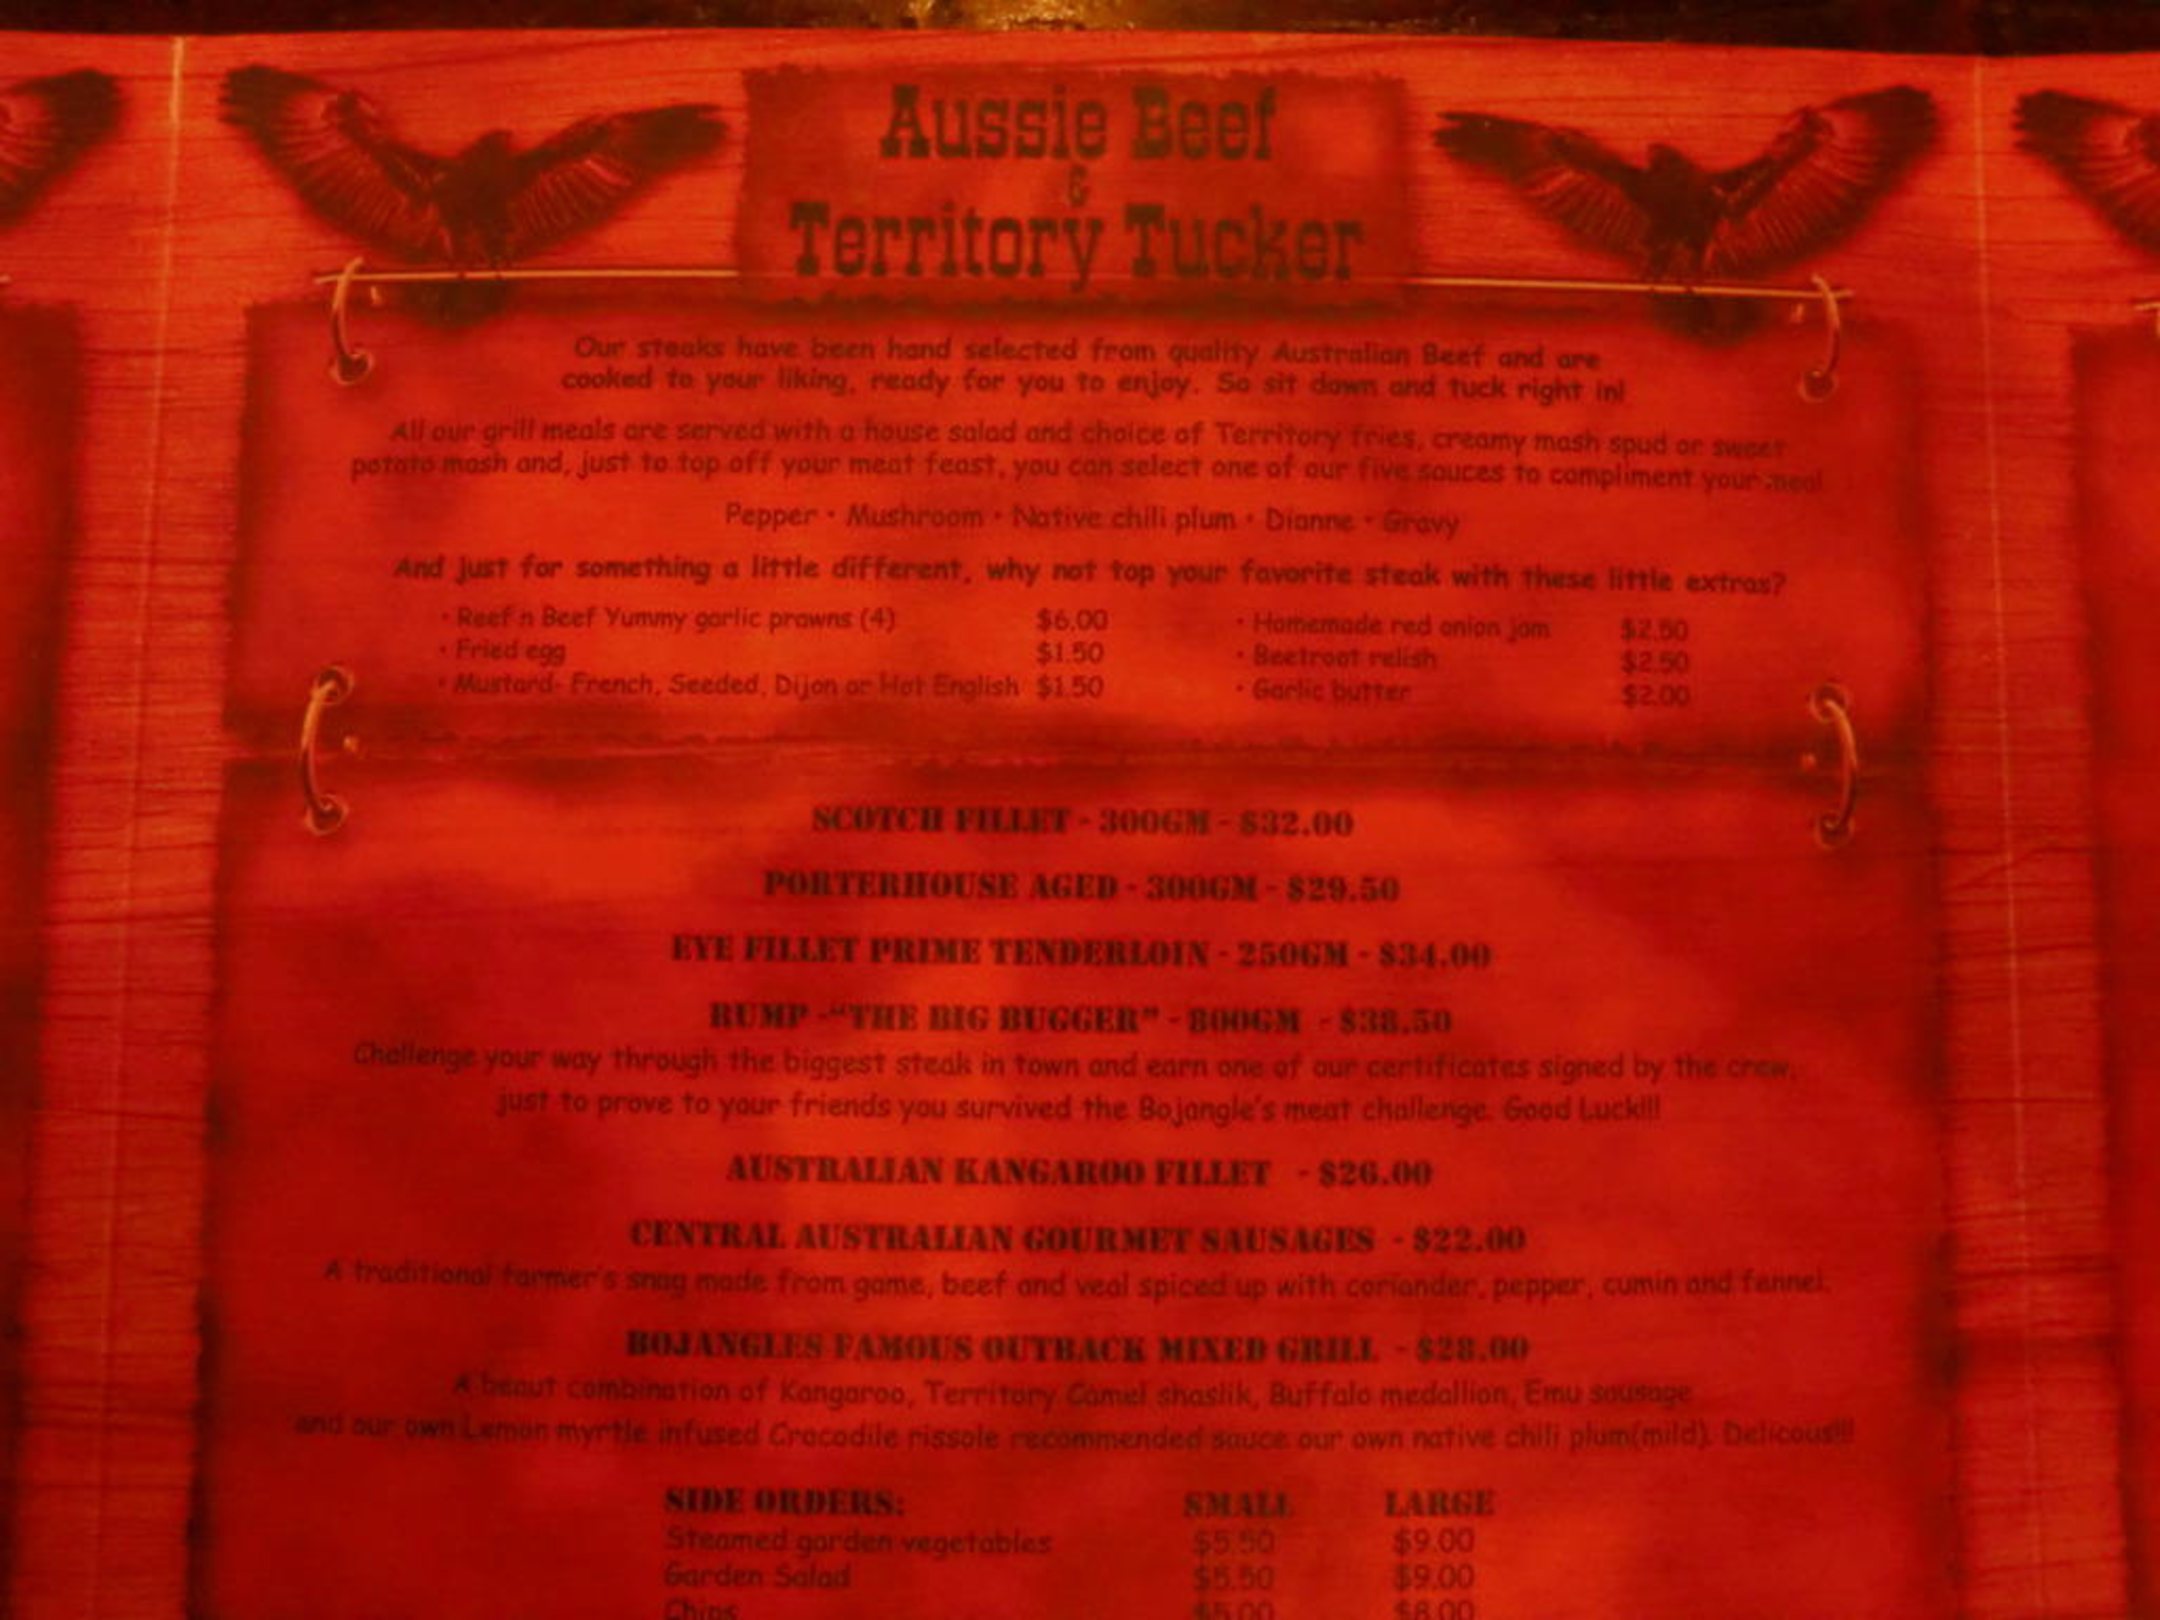 Aussie Beef
&
Territory Tucker
Our steaks have been hand selected from quality Australian Beef and are
cooked to your liking, ready for you to enjoy. So sit down and tuck right in!
All our grill meals are served with a house salad and choice of Territory fries, creamy mash spud or sweet
potato mash and, just to top off your meat feast, you can select one of our five sauces to compliment your meal
Pepper • Mushroom • Native chili plum • Dianne • Gravy
And just for something a little different, why not top your favorite steak with these little extras?
• Reef n Beef Yummy garlic prawns (4) $6.00 • Homemade red onion jam $2.50
• Fried egg $1.50 • Beetroot relish $2.50
• Mustard- French, Seeded, Dijon or Hot English $1.50 • Garlic butter $2.00
SCOTCH FILLET - 300GM - $32.00
PORTERHOUSE AGED - 300GM - $29.50
EYE FILLET PRIME TENDERLOIN - 250GM - $34.00
RUMP -"THE BIG BUGGER" - 800GM - $38.50
Challenge your way through the biggest steak in town and earn one of our certificates signed by the crew,
just to prove to your friends you survived the Bojangle's meat challenge. Good Luck!!!
AUSTRALIAN KANGAROO FILLET - $26.00
CENTRAL AUSTRALIAN GOURMET SAUSAGES - $22.00
A traditional farmer's snag made from game, beef and veal spiced up with coriander, pepper, cumin and fennel.
BOJANGLES FAMOUS OUTBACK MIXED GRILL - $28.00
A beaut combination of Kangaroo, Territory Camel shaslik, Buffalo medallion, Emu sausage
and our own Lemon myrtle infused Crocodile rissole recommended sauce our own native chili plum(mild). Delicous!!!
SIDE ORDERS: SMALL LARGE
Steamed garden vegetables $5.50 $9.00
Garden Salad $5.50 $9.00
Chips $5.00 $8.00